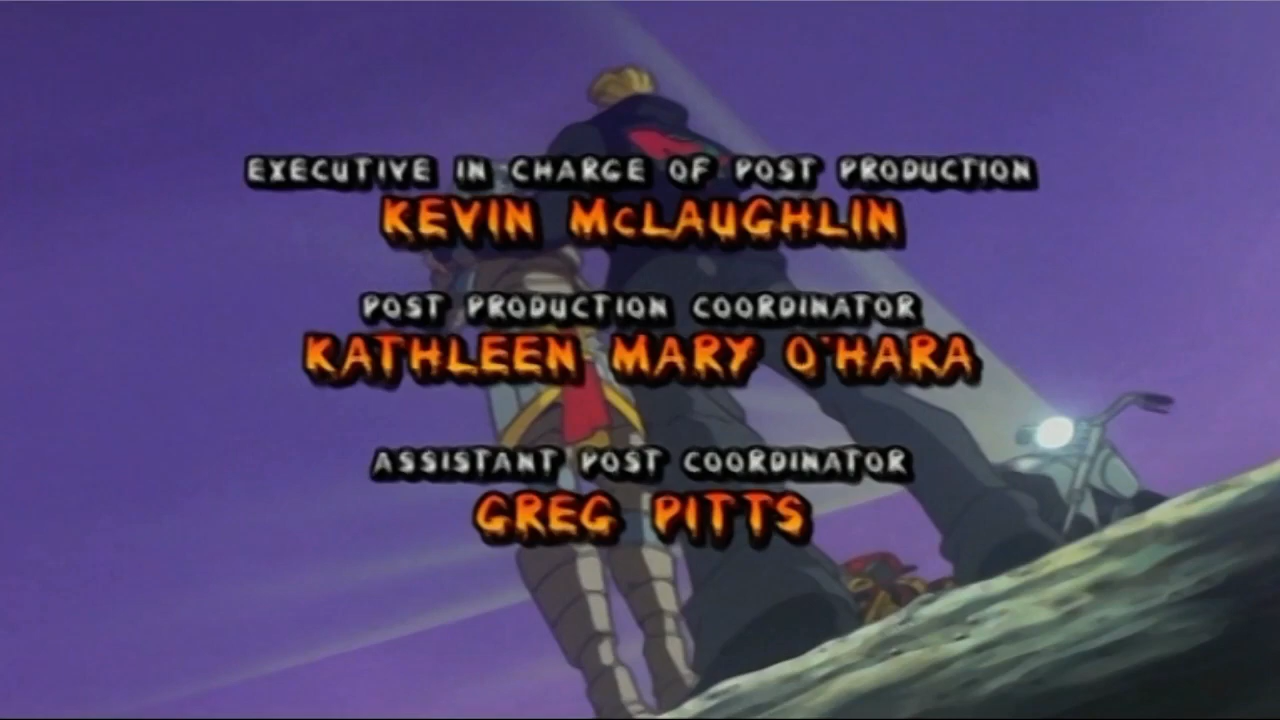 EXECUTIVE IN CHARGE OF POST PRODUCTION
KEVIN McLAUGHLIN
POST PRODUCTION COORDINATOR
KATHLEEN MARY O'HARA
ASSISTANT POST COORDINATOR
GREG PITTS